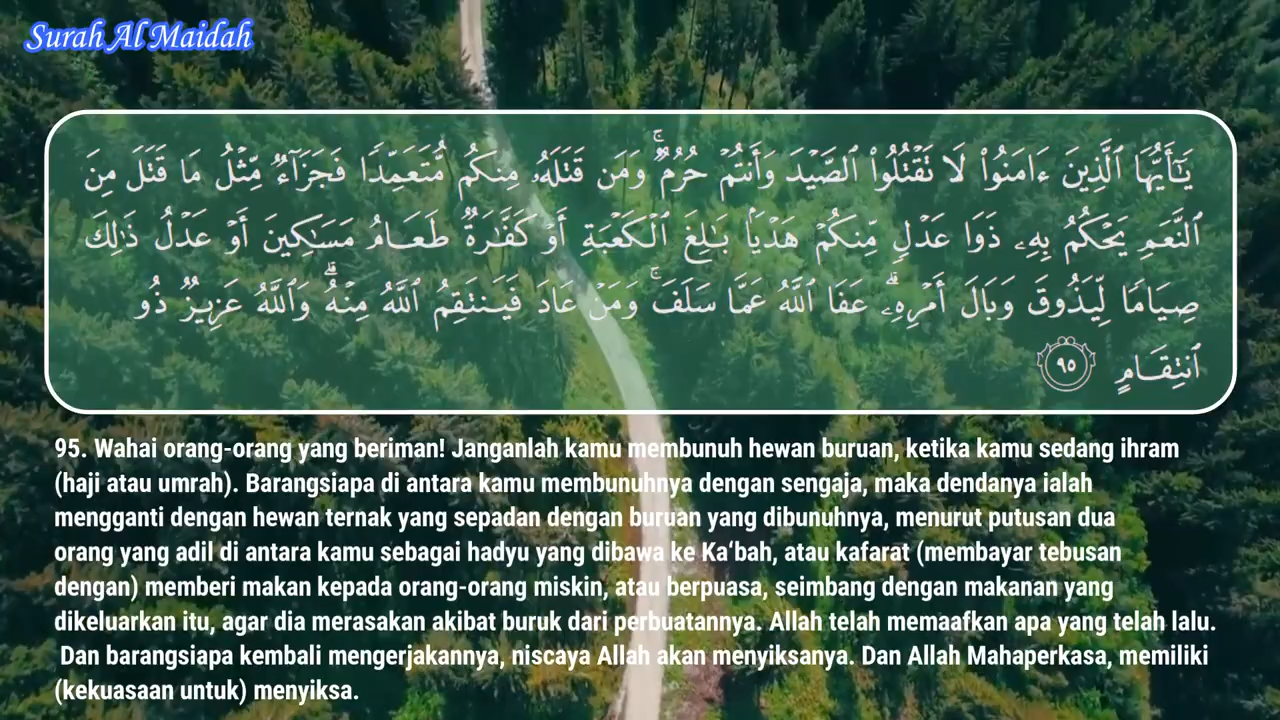 Surah Al Maidah
يَٰٓأَيُّهَا ٱلَّذِينَ ءَامَنُوا۟ لَا تَقْتُلُوا۟ ٱلصَّيْدَ وَأَنتُمْ حُرُمٌ ۚ وَمَن قَتَلَهُۥ مِنكُم مُّتَعَمِّدًا فَجَزَآءٌ مِّثْلُ مَا قَتَلَ مِنَ
ٱلنَّعَمِ يَحْكُمُ بِهِۦ ذَوَا عَدْلٍ مِّنكُمْ هَدْيًۢا بَٰلِغَ ٱلْكَعْبَةِ أَوْ كَفَّٰرَةٌ طَعَامُ مَسَٰكِينَ أَوْ عَدْلُ ذَٰلِكَ
صِيَامًا لِّيَذُوقَ وَبَالَ أَمْرِهِۦ ۗ عَفَا ٱللَّهُ عَمَّا سَلَفَ ۚ وَمَنْ عَادَ فَيَنتَقِمُ ٱللَّهُ مِنْهُ ۗ وَٱللَّهُ عَزِيزٌ ذُو
ٱنتِقَامٍ ٩٥
95. Wahai orang-orang yang beriman! Janganlah kamu membunuh hewan buruan, ketika kamu sedang ihram
(haji atau umrah). Barangsiapa di antara kamu membunuhnya dengan sengaja, maka dendanya ialah
mengganti dengan hewan ternak yang sepadan dengan buruan yang dibunuhnya, menurut putusan dua
orang yang adil di antara kamu sebagai hadyu yang dibawa ke Ka‘bah, atau kafarat (membayar tebusan
dengan) memberi makan kepada orang-orang miskin, atau berpuasa, seimbang dengan makanan yang
dikeluarkan itu, agar dia merasakan akibat buruk dari perbuatannya. Allah telah memaafkan apa yang telah lalu.
Dan barangsiapa kembali mengerjakannya, niscaya Allah akan menyiksanya. Dan Allah Mahaperkasa, memiliki
(kekuasaan untuk) menyiksa.